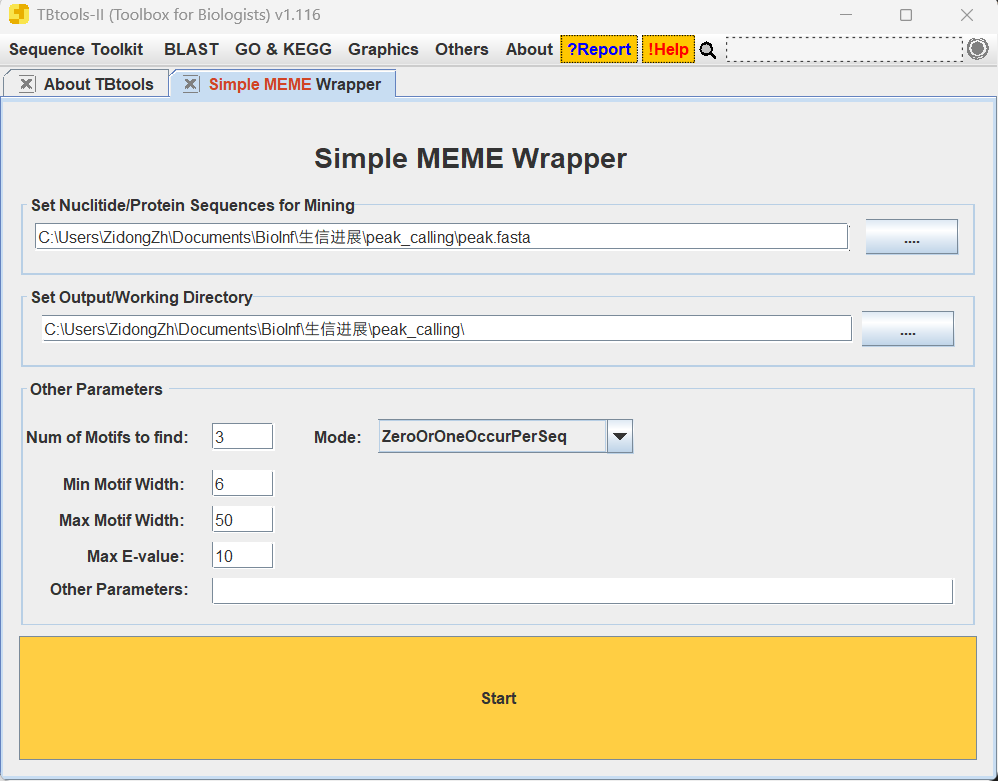 TBtools-II (Toolbox for Biologists) v1.116
Sequence Toolkit BLAST GO & KEGG Graphics Others About ?Report !Help
About TBtools Simple MEME Wrapper
Simple MEME Wrapper
Set Nuclitide/Protein Sequences for Mining
C:\Users\ZidongZh\Documents\BioInf\生信进展\peak_calling\peak.fasta ....
Set Output/Working Directory
C:\Users\ZidongZh\Documents\BioInf\生信进展\peak_calling\ ....
Other Parameters
Num of Motifs to find: 3 Mode: ZeroOrOneOccurPerSeq
Min Motif Width: 6
Max Motif Width: 50
Max E-value: 10
Other Parameters:
Start